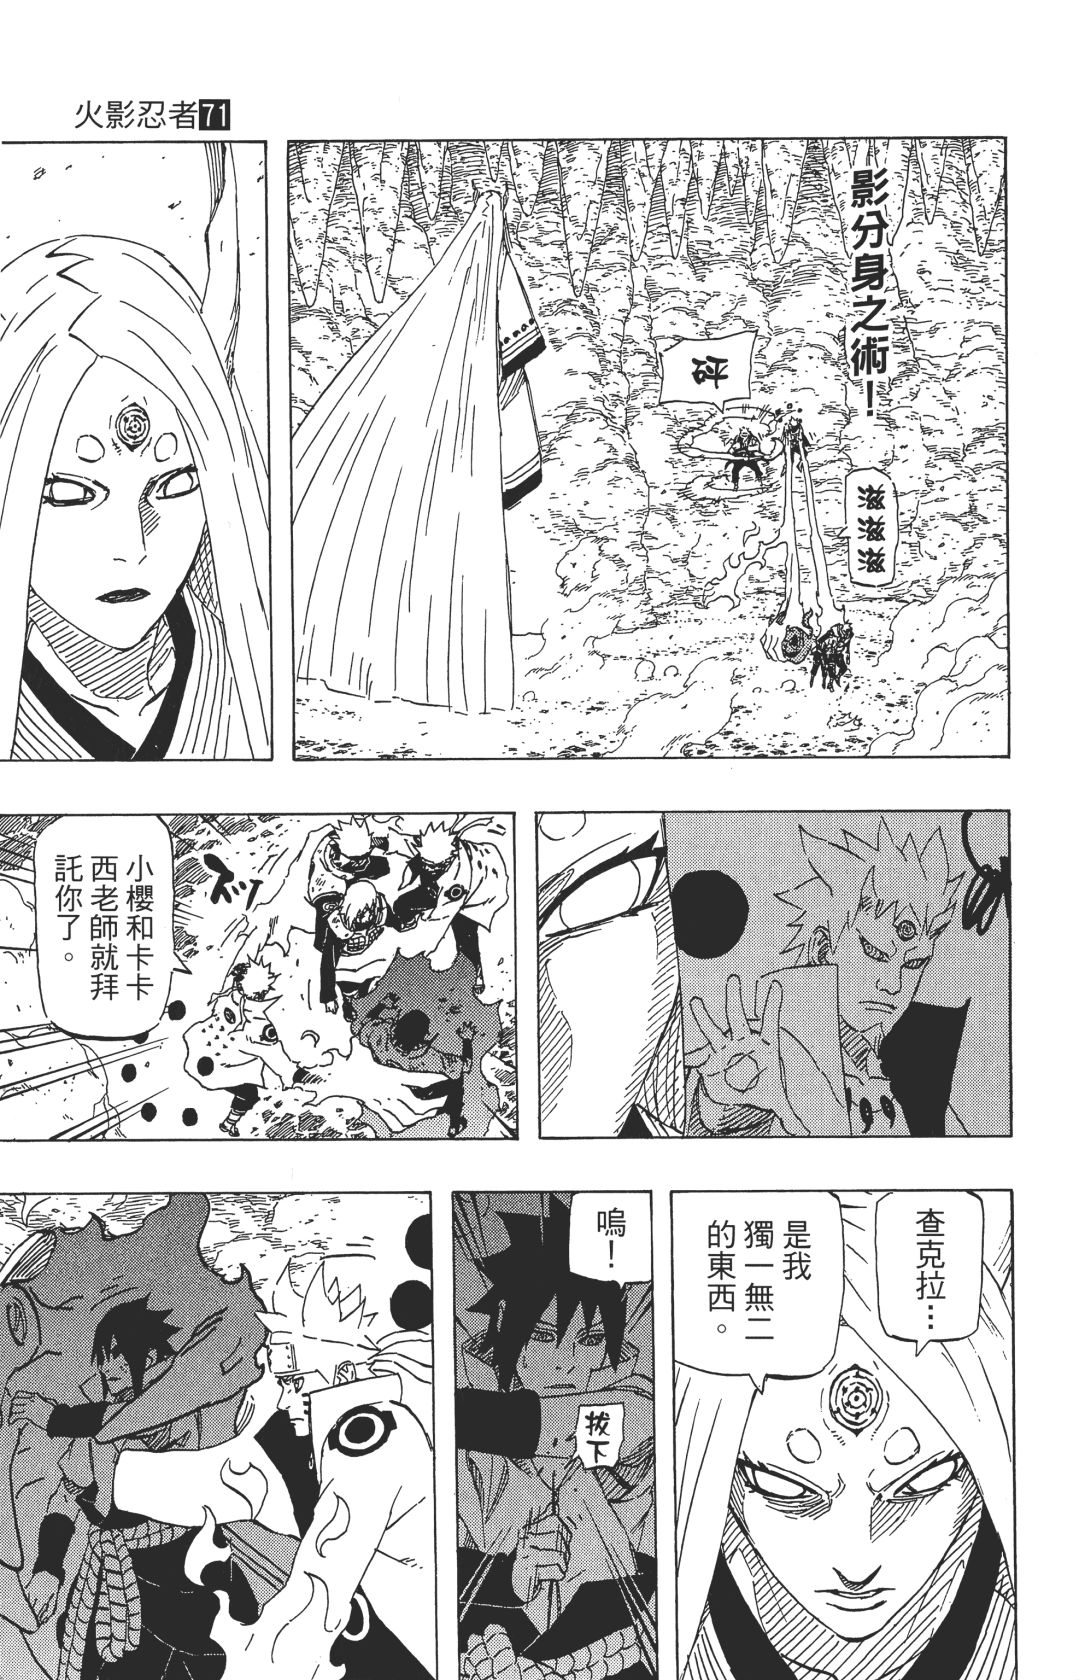 火影忍者71
影分身之術！
砰
滋滋滋
小櫻和卡卡
西老師就拜
託你了。
查克拉…
是我
獨一無二
的東西。
嗚！
拔下